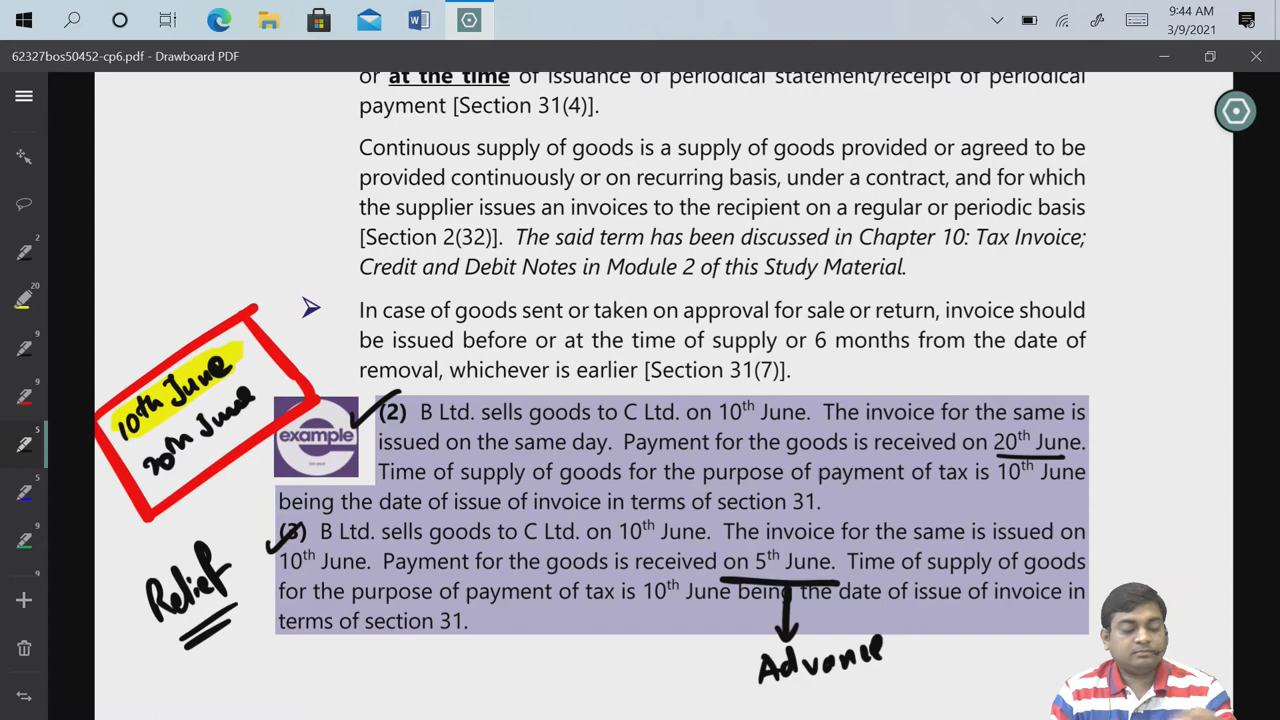 9:44 AM
3/9/2021
62327bos50452-cp6.pdf - Drawboard PDF
or at the time of issuance of periodical statement/receipt of periodical
payment [Section 31(4)].
Continuous supply of goods is a supply of goods provided or agreed to be
provided continuously or on recurring basis, under a contract, and for which
the supplier issues an invoices to the recipient on a regular or periodic basis
[Section 2(32)]. The said term has been discussed in Chapter 10: Tax Invoice;
Credit and Debit Notes in Module 2 of this Study Material.
In case of goods sent or taken on approval for sale or return, invoice should
be issued before or at the time of supply or 6 months from the date of
removal, whichever is earlier [Section 31(7)].
10th June
20th June
example
(2) B Ltd. sells goods to C Ltd. on 10th June. The invoice for the same is
issued on the same day. Payment for the goods is received on 20th June.
Time of supply of goods for the purpose of payment of tax is 10th June
being the date of issue of invoice in terms of section 31.
(3) B Ltd. sells goods to C Ltd. on 10th June. The invoice for the same is issued on
10th June. Payment for the goods is received on 5th June. Time of supply of goods
for the purpose of payment of tax is 10th June being the date of issue of invoice in
terms of section 31.
Relief
Advance
2
20
9
9
5
5
9